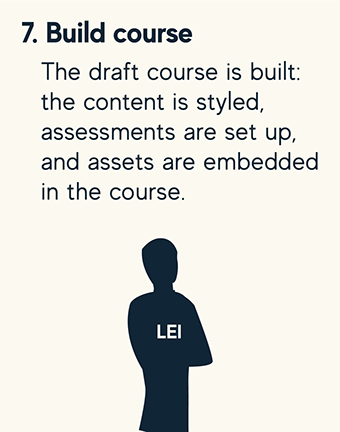 7. Build course
The draft course is built:
the content is styled,
assessments are set up,
and assets are embedded
in the course.
LEI